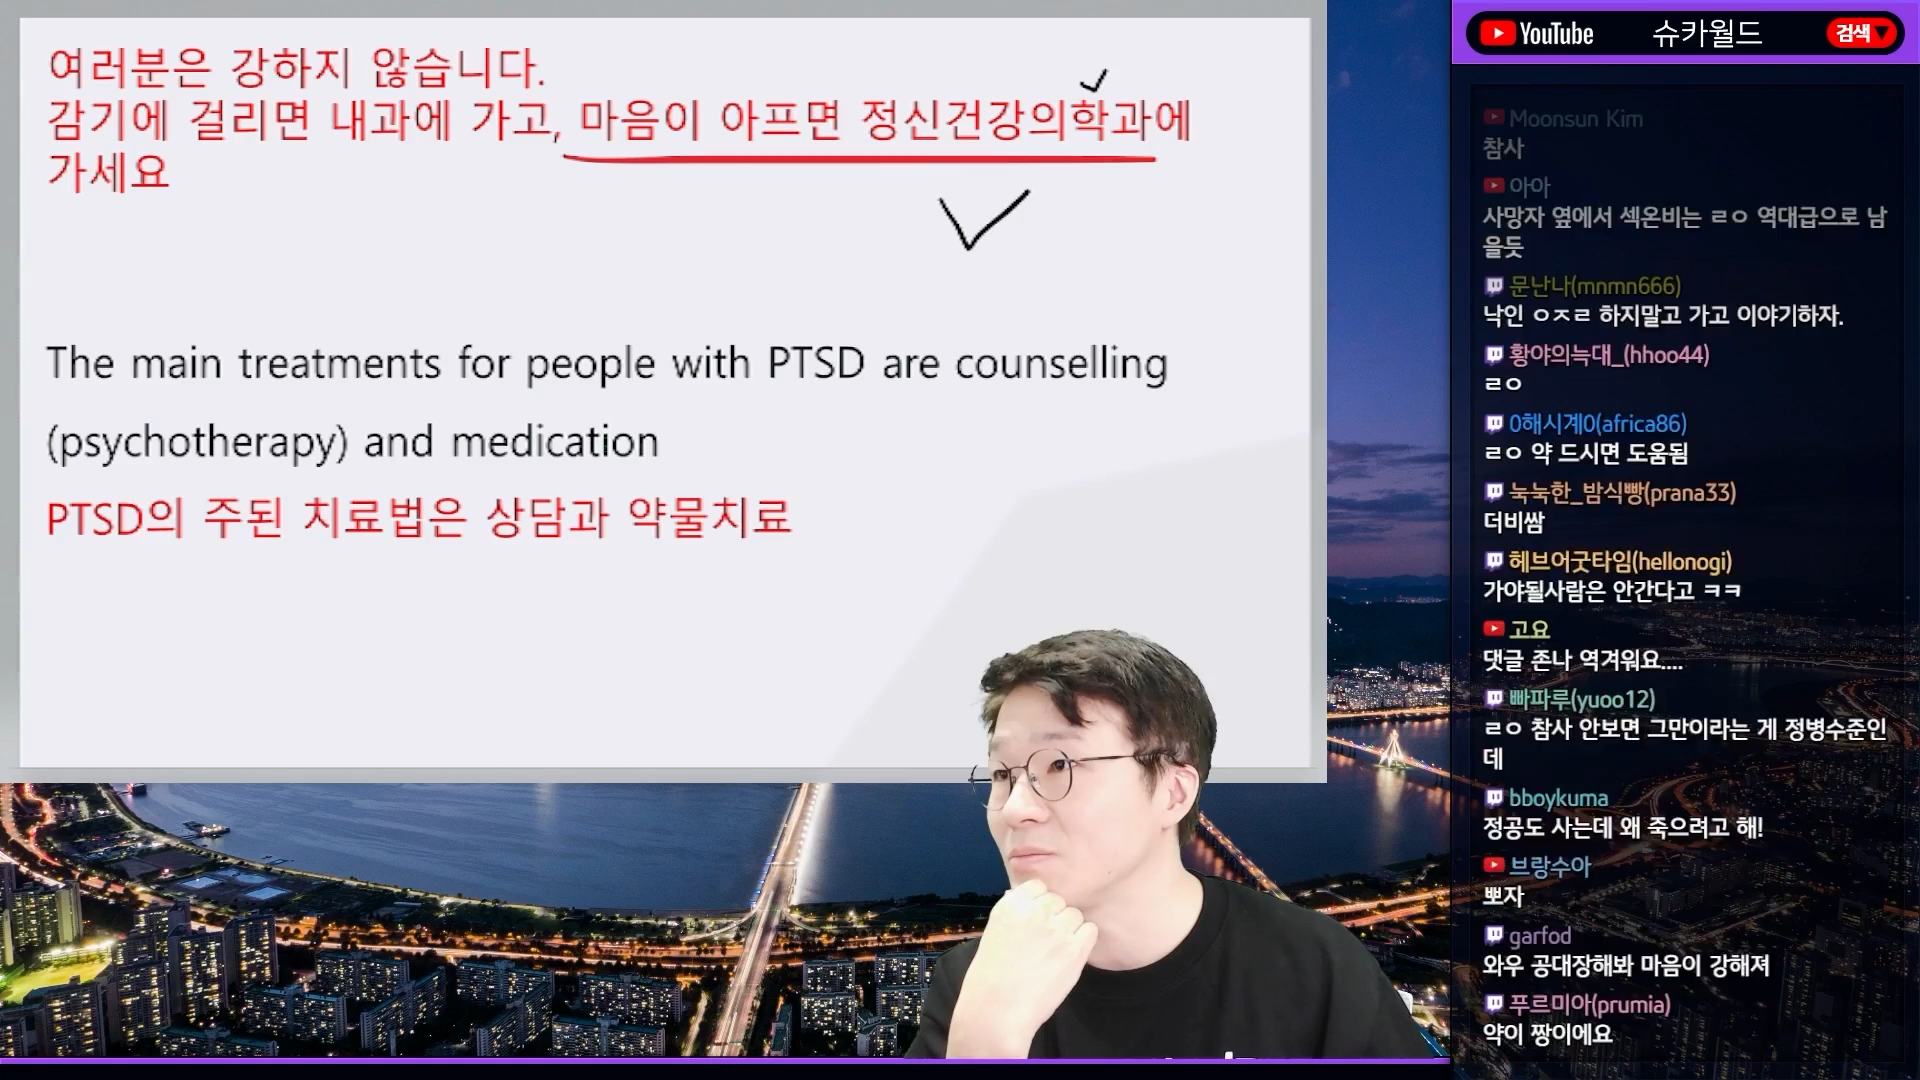 여러분은 강하지 않습니다.
감기에 걸리면 내과에 가고, 마음이 아프면 정신건강의학과에
가세요
The main treatments for people with PTSD are counselling
(psychotherapy) and medication
PTSD의 주된 치료법은 상담과 약물치료
YouTube 슈카월드 검색
Moonsun Kim
참사
아아
사망자 옆에서 섹온비는 ㄹㅇ 역대급으로 남
을듯
문난나(mnmn666)
낙인 ㅇㅈㄹ 하지말고 가고 이야기하자.
황야의늑대_(hhoo44)
ㄹㅇ
0해시계0(africa86)
ㄹㅇ 약 드시면 도움됨
눅눅한_밤식빵(prana33)
더비쌈
헤브어굿타임(hellonogi)
가야될사람은 안간다고 ㅋㅋ
고요
댓글 존나 역겨워요....
빠파루(yuoo12)
ㄹㅇ 참사 안보면 그만이라는 게 정병수준인
데
bboykuma
정공도 사는데 왜 죽으려고 해!
브랑수아
뽀자
garfod
와우 공대장해봐 마음이 강해져
푸르미아(prumia)
약이 짱이에요